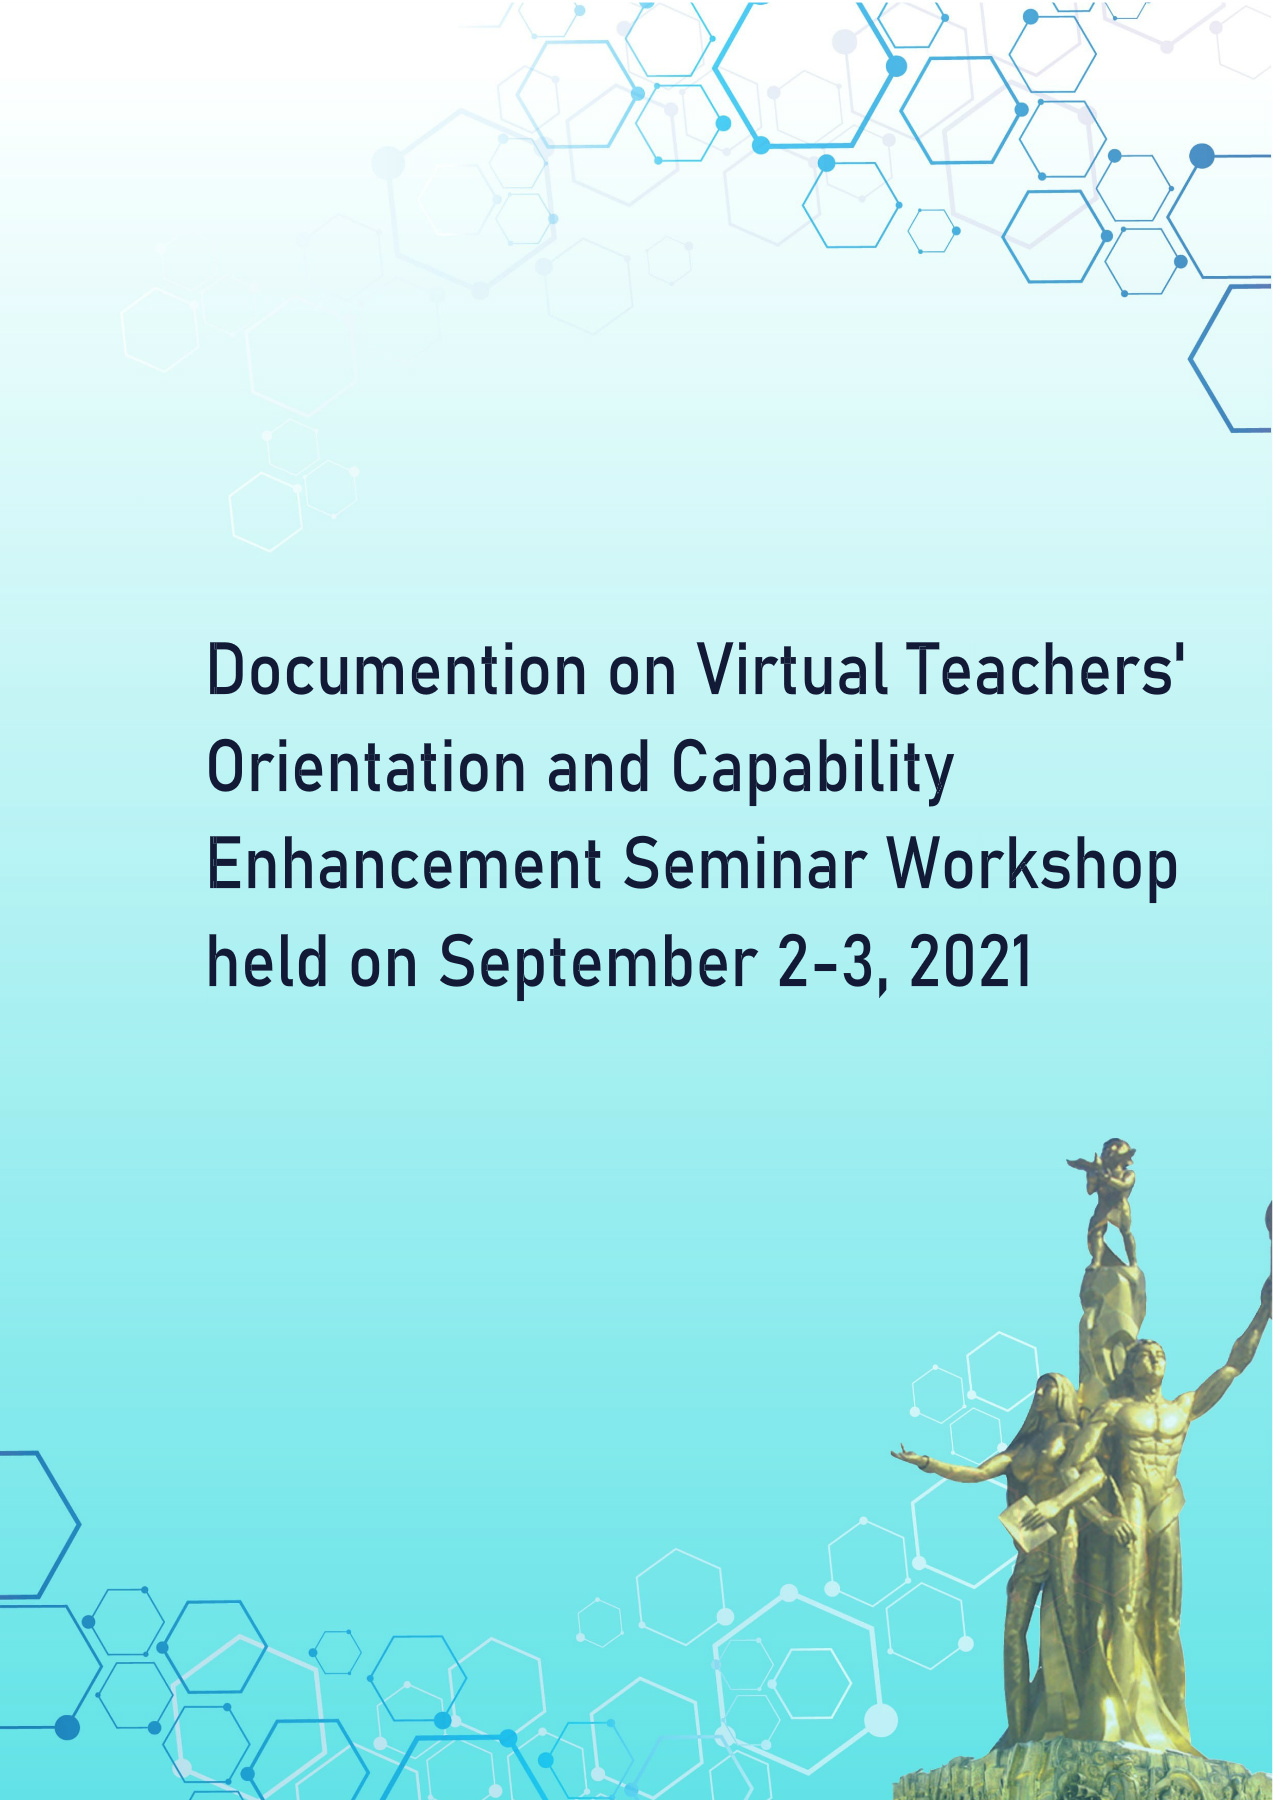 Documention on Virtual Teachers'
Orientation and Capability
Enhancement Seminar Workshop
held on September 2-3, 2021